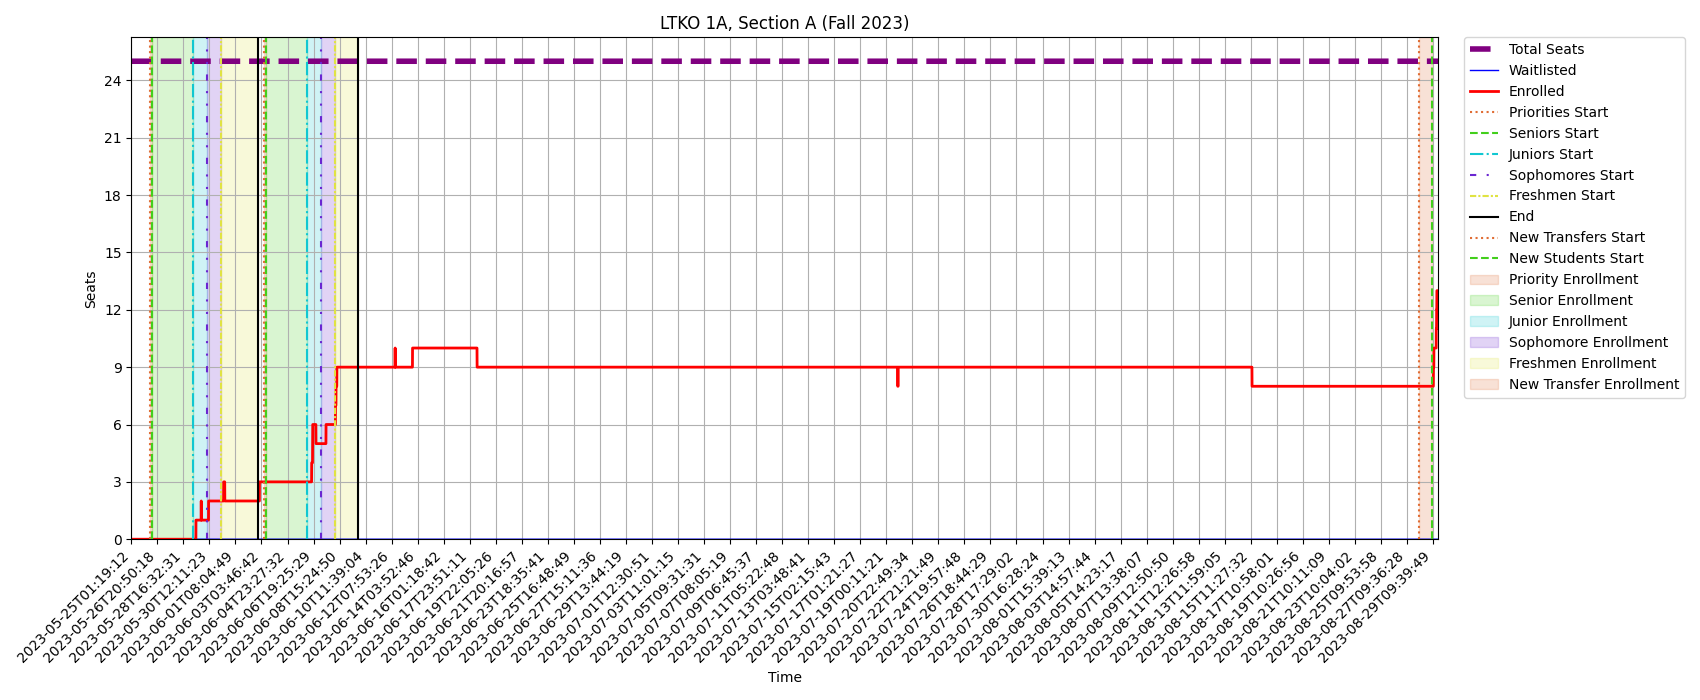 LTKO 1A, Section A (Fall 2023)
Seats
24
21
18
15
12
9
6
3
0
2023-05-25T01:19:12
2023-05-26T20:50:18
2023-05-28T16:32:31
2023-05-30T12:11:23
2023-06-01T08:04:49
2023-06-03T03:46:42
2023-06-04T23:27:32
2023-06-06T19:25:29
2023-06-08T15:24:50
2023-06-10T11:39:04
2023-06-12T07:53:26
2023-06-14T03:52:46
2023-06-16T01:18:42
2023-06-17T23:51:11
2023-06-19T22:05:26
2023-06-21T20:16:57
2023-06-23T18:35:41
2023-06-25T16:48:49
2023-06-27T15:11:36
2023-06-29T13:44:19
2023-07-01T12:30:51
2023-07-03T11:01:15
2023-07-05T09:31:31
2023-07-07T08:05:19
2023-07-09T06:45:37
2023-07-11T05:22:48
2023-07-13T03:48:41
2023-07-15T02:15:43
2023-07-17T01:21:27
2023-07-19T00:11:21
2023-07-20T22:49:34
2023-07-22T21:21:49
2023-07-24T19:57:48
2023-07-26T18:44:29
2023-07-28T17:29:02
2023-07-30T16:28:24
2023-08-01T15:39:13
2023-08-03T14:57:44
2023-08-05T14:23:17
2023-08-07T13:38:07
2023-08-09T12:50:50
2023-08-11T12:26:58
2023-08-13T11:59:05
2023-08-15T11:27:32
2023-08-17T10:58:01
2023-08-19T10:26:56
2023-08-21T10:11:09
2023-08-23T10:04:02
2023-08-25T09:53:58
2023-08-27T09:36:28
2023-08-29T09:39:49
Time
Total Seats
Waitlisted
Enrolled
Priorities Start
Seniors Start
Juniors Start
Sophomores Start
Freshmen Start
End
New Transfers Start
New Students Start
Priority Enrollment
Senior Enrollment
Junior Enrollment
Sophomore Enrollment
Freshmen Enrollment
New Transfer Enrollment